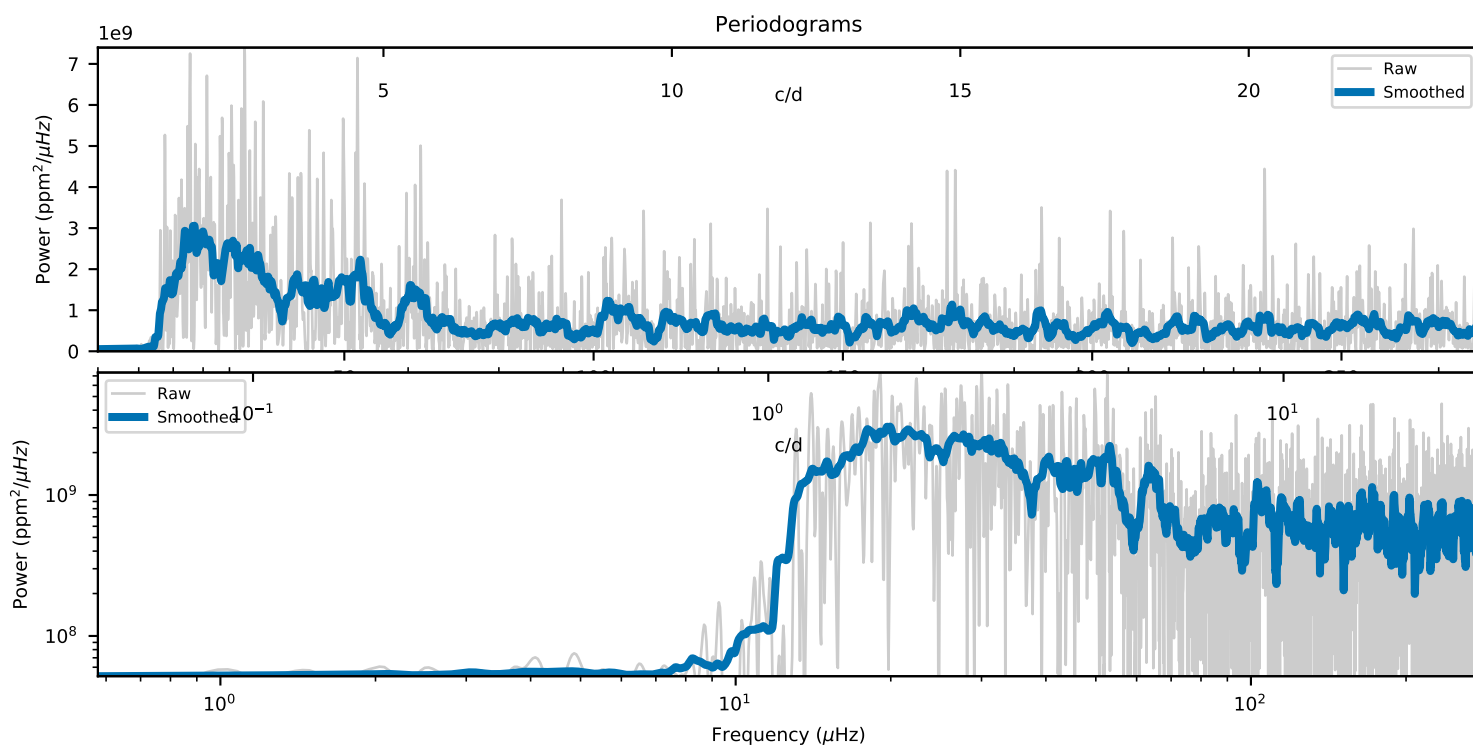 Periodograms
1e9
7
6
5
4
3
2
1
0
Power (ppm²/μHz)
5
10
15
20
c/d
Raw
Smoothed
Raw
Smoothed
10⁻¹
10⁰
10¹
c/d
10⁹
10⁸
Power (ppm²/μHz)
10⁰
10¹
10²
Frequency (μHz)